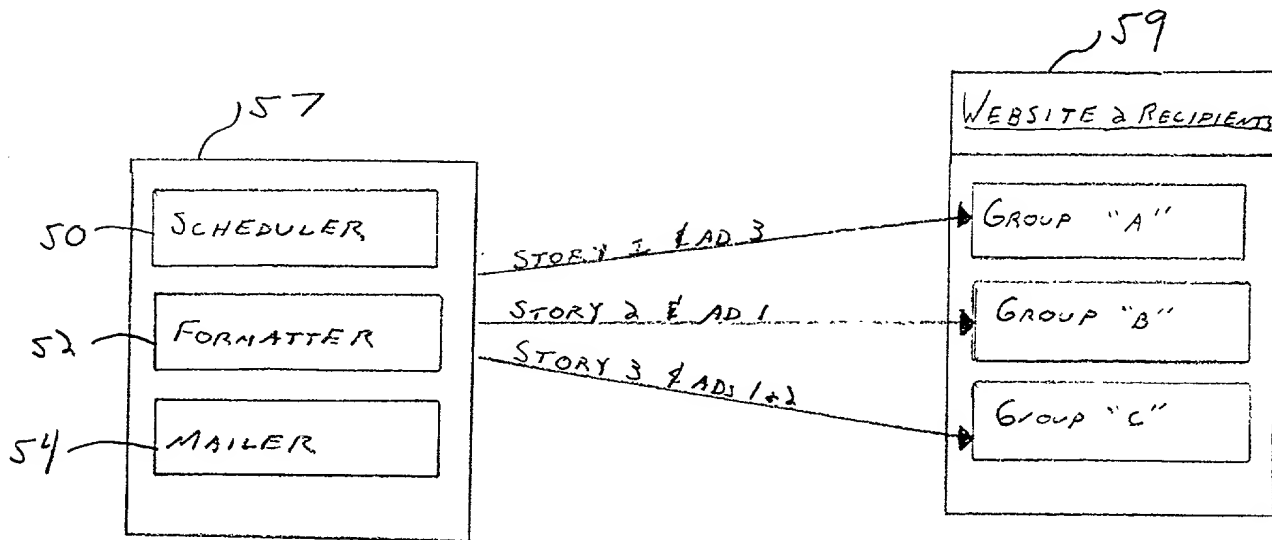 57
50
SCHEDULER
52
FORMATTER
54
MAILER
STORY 1 & AD 3
STORY 2 & AD 1
STORY 3 & ADS 1+2
59
WEBSITE 2 RECIPIENTS
GROUP "A"
GROUP "B"
GROUP "C"